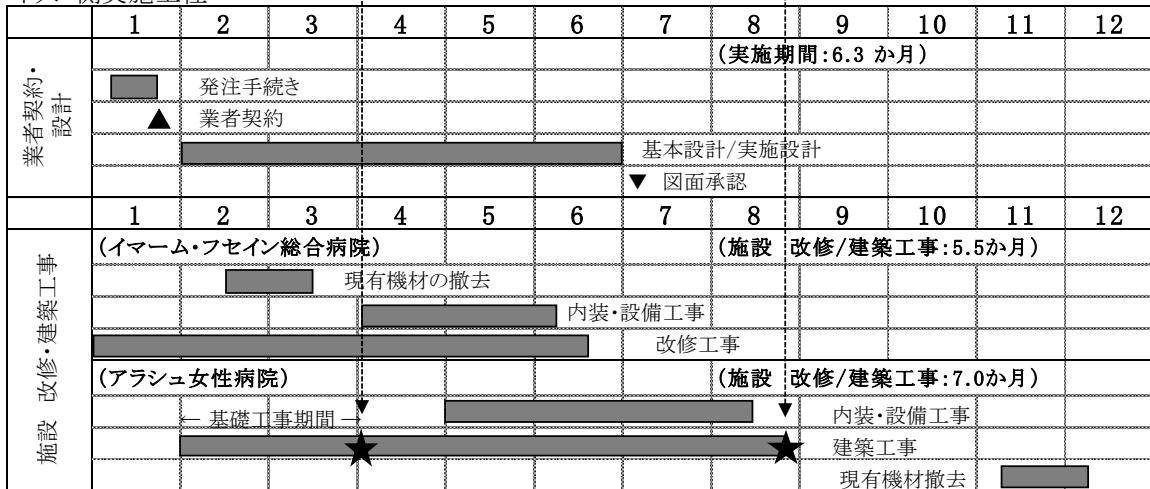 1 2 3 4 5 6 7 8 9 10 11 12
業者契約・設計
(実施期間:6.3 か月)
発注手続き
▲ 業者契約
基本設計/実施設計
▼ 図面承認
1 2 3 4 5 6 7 8 9 10 11 12
施設 改修・建築工事
(イマーム・フセイン総合病院) (施設 改修/建築工事:5.5か月)
現有機材の撤去
内装・設備工事
改修工事
(アラシュ女性病院) (施設 改修/建築工事:7.0か月)
← 基礎工事期間 → 内装・設備工事
★ ★ 建築工事
現有機材撤去